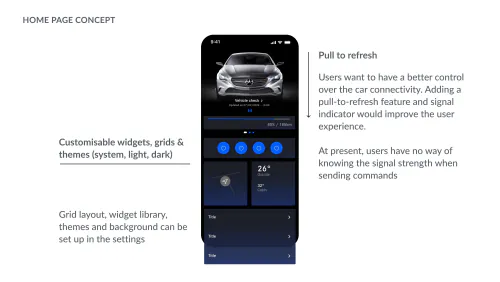 HOME PAGE CONCEPT
9:41
Pull to refresh
Users want to have a better control
over the car connectivity. Adding a
pull-to-refresh feature and signal
indicator would improve the user
experience.
At present, users have no way of
knowing the signal strength when
sending commands
Vehicle check
Customisable widgets, grids &
themes (system, light, dark)
26°
32°
Grid layout, widget library,
themes and background can be
set up in the settings
Title
Title
Title